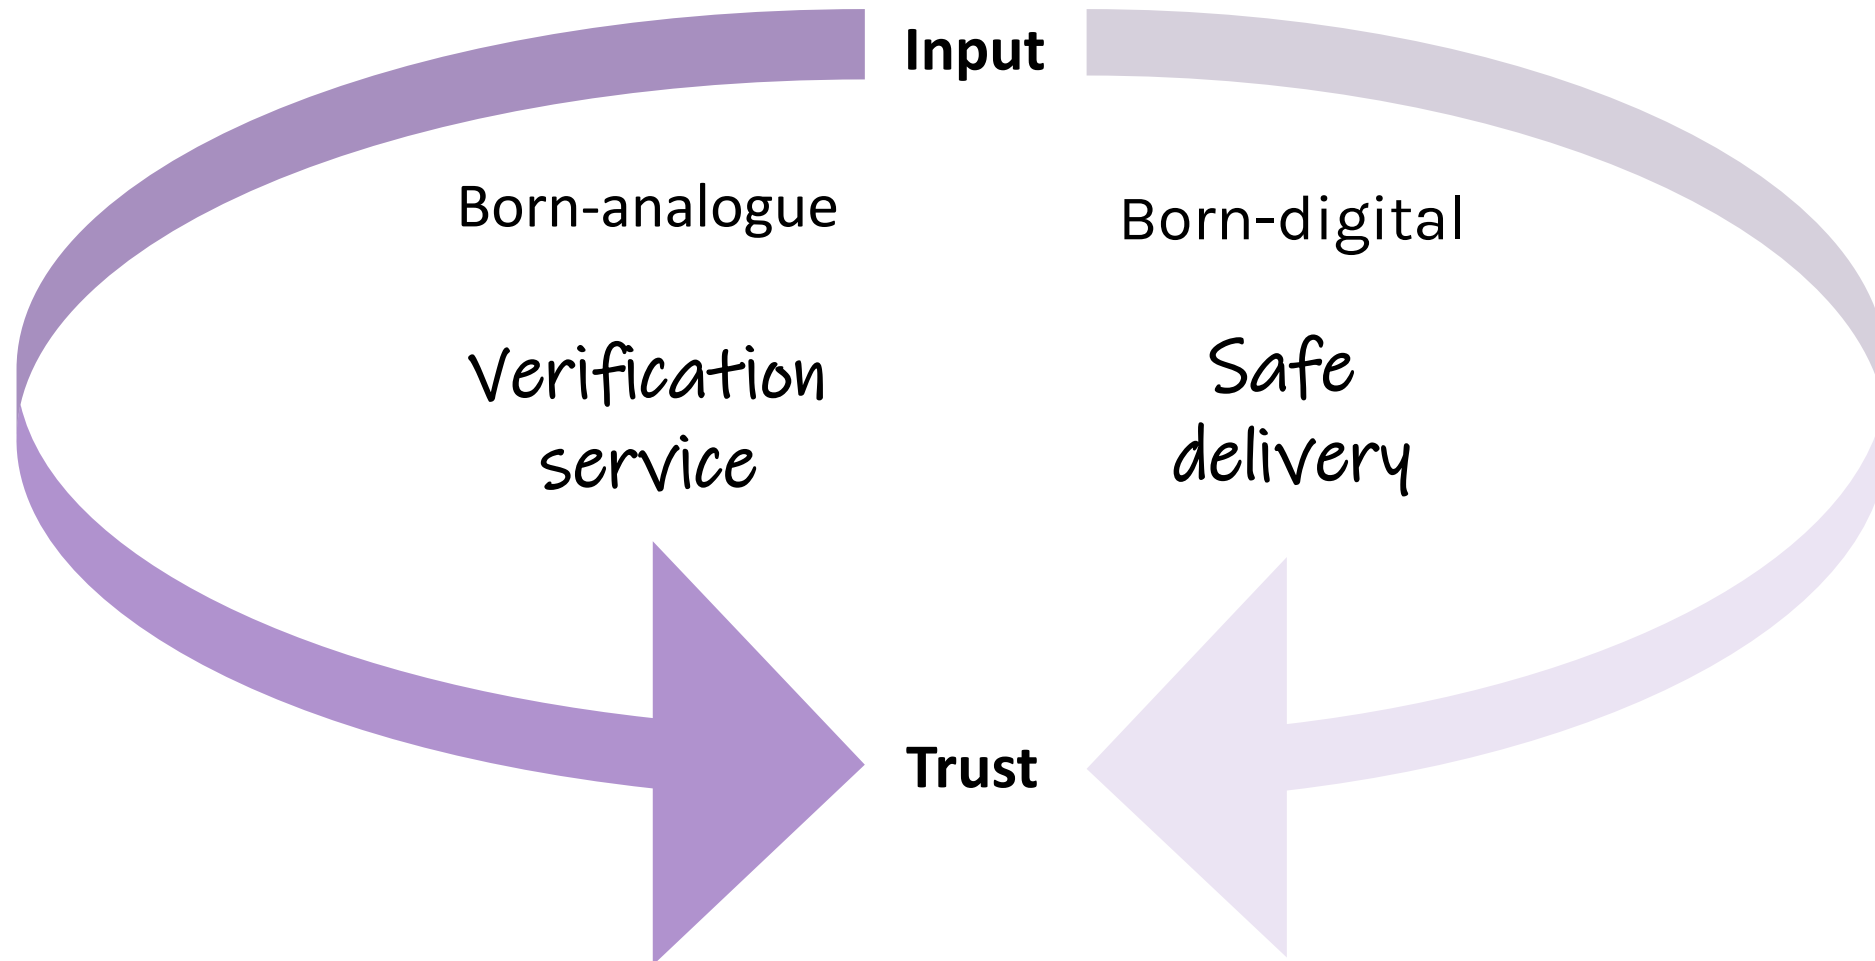 Input
Born-analogue
Verification
service
Born-digital
Safe
delivery
Trust